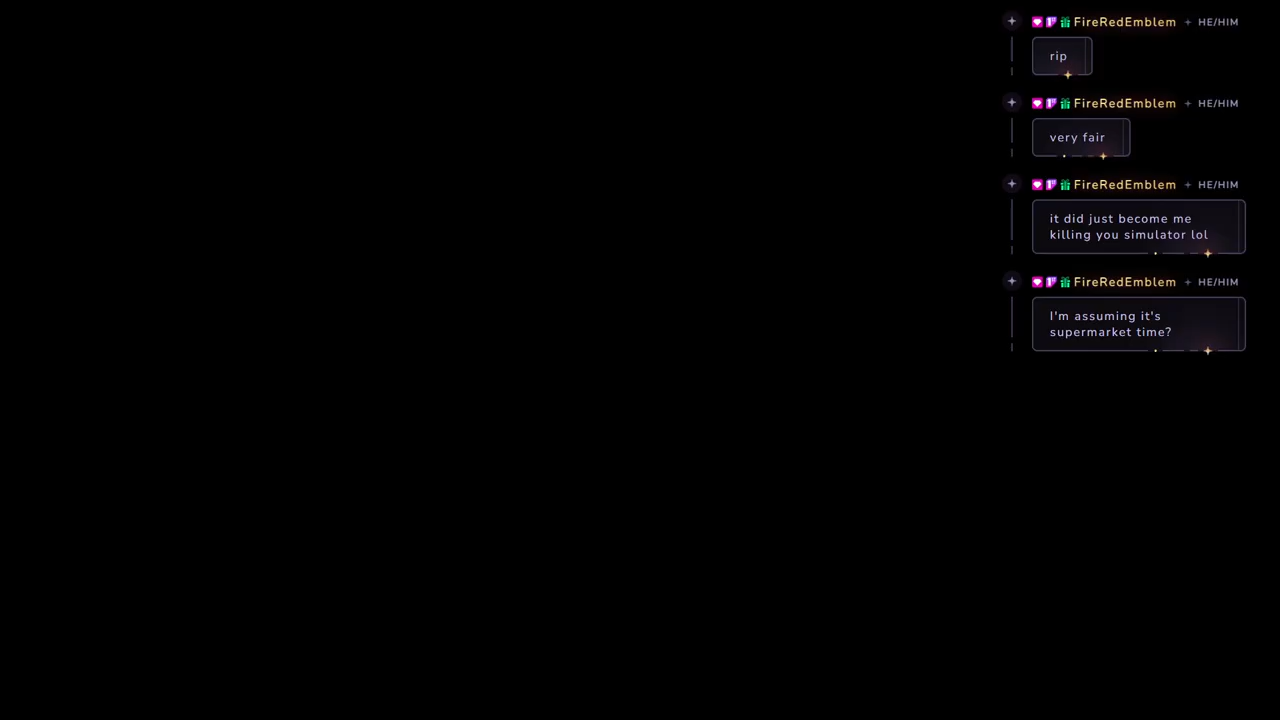 FireRedEmblem HE/HIM
rip
FireRedEmblem HE/HIM
very fair
FireRedEmblem HE/HIM
it did just become me
killing you simulator lol
FireRedEmblem HE/HIM
I'm assuming it's
supermarket time?